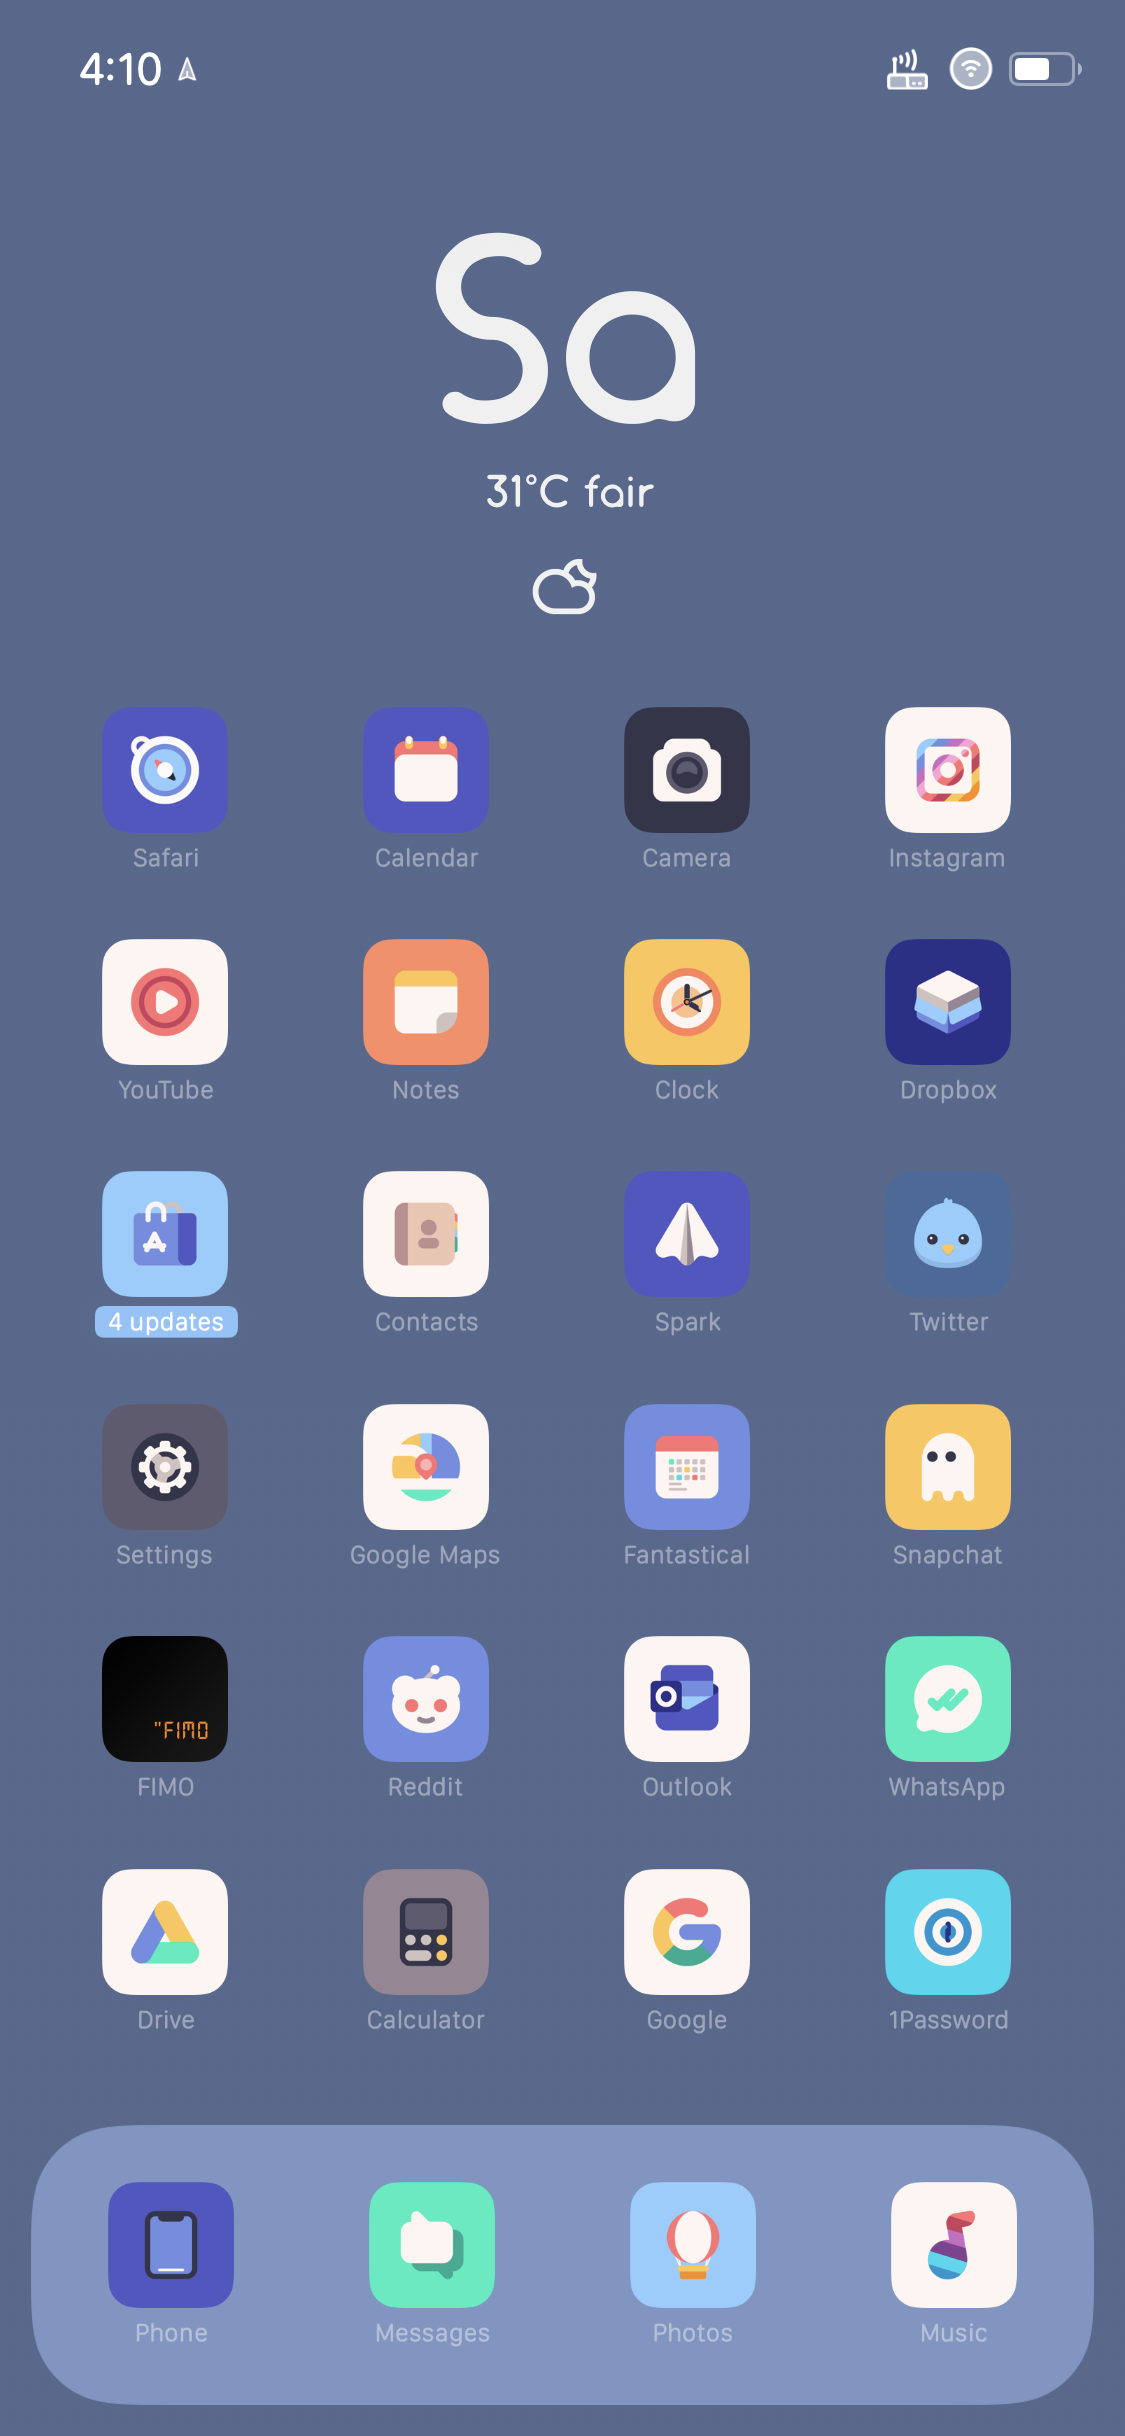 4:10
Sa
31°C fair
Safari Calendar Camera Instagram
YouTube Notes Clock Dropbox
4 updates Contacts Spark Twitter
Settings Google Maps Fantastical Snapchat
"FIMO
FIMO Reddit Outlook WhatsApp
Drive Calculator Google 1Password
Phone Messages Photos Music